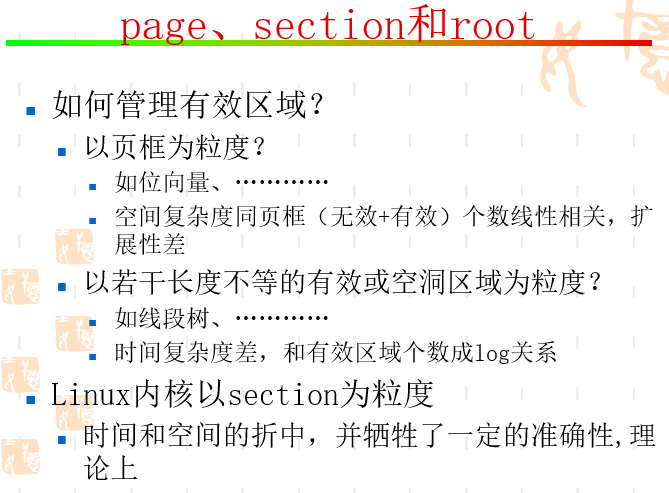 page、section和root
如何管理有效区域？
以页框为粒度？
如位向量、…………
空间复杂度同页框（无效+有效）个数线性相关，扩
展性差
以若干长度不等的有效或空洞区域为粒度？
如线段树、…………
时间复杂度差，和有效区域个数成log关系
Linux内核以section为粒度
时间和空间的折中，并牺牲了一定的准确性,理
论上